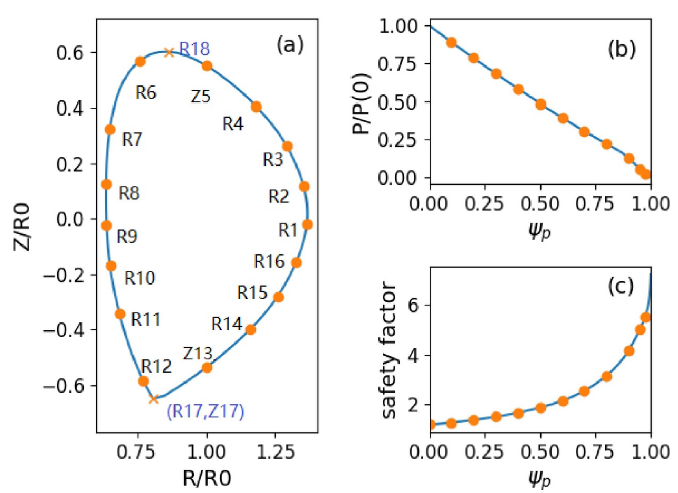 (a)
R18
R6
Z5
R4
R7
R3
R8
R2
R9
R1
R10
R16
R11
R15
R14
R12
Z13
(R17,Z17)
0.6
0.4
0.2
0.0
−0.2
−0.4
−0.6
Z/R0
0.75
1.00
1.25
R/R0
(b)
1.00
0.75
0.50
0.25
0.00
P/P(0)
0.00 0.25 0.50 0.75 1.00
ψp
(c)
6
4
2
safety factor
0.00 0.25 0.50 0.75 1.00
ψp